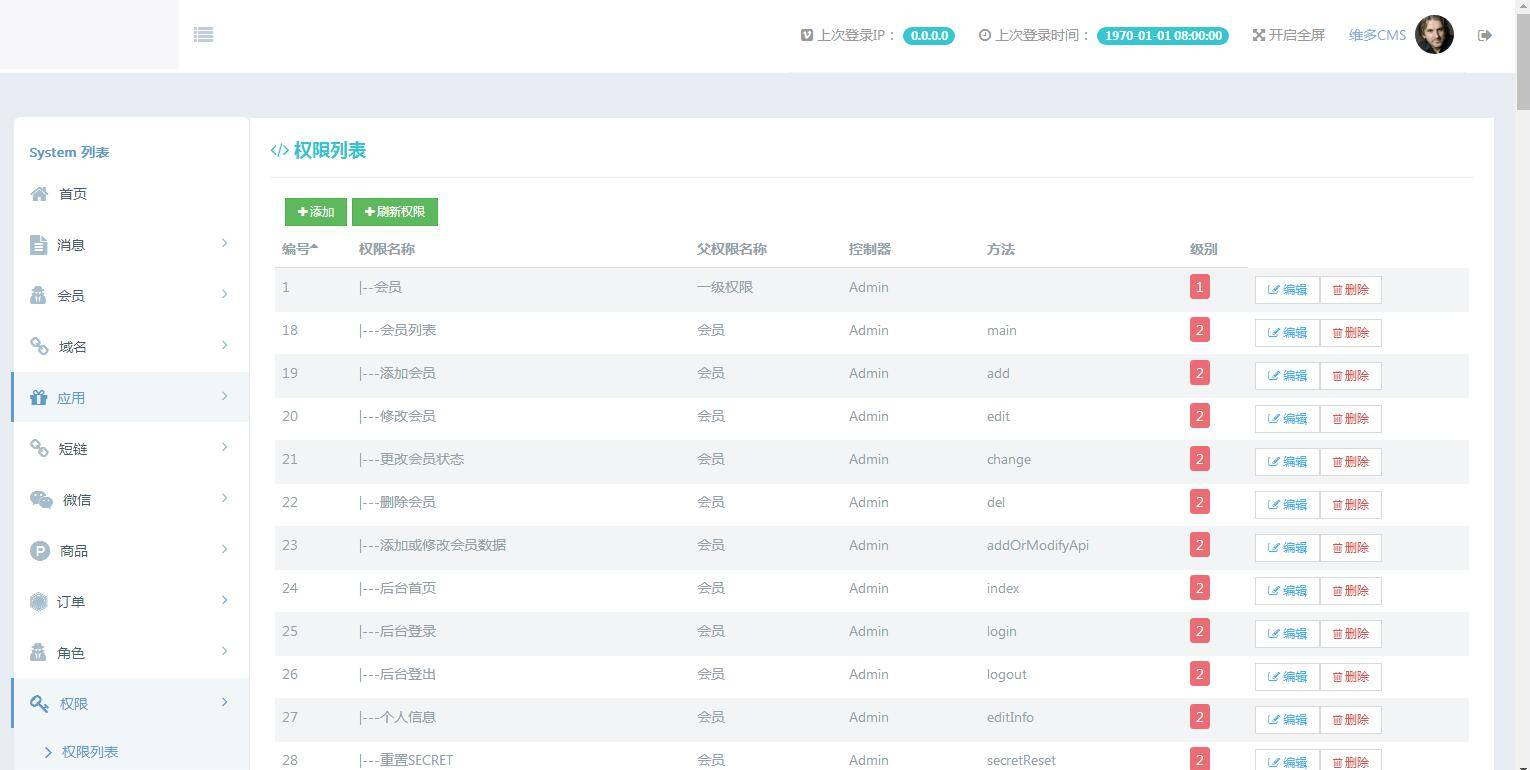 上次登录IP： 0.0.0.0 上次登录时间： 1970-01-01 08:00:00 开启全屏 维多CMS
System 列表
首页
消息
会员
域名
应用
短链
微信
P 商品
订单
角色
权限
权限列表
</> 权限列表
+添加 +刷新权限
编号 权限名称 父权限名称 控制器 方法 级别
1 |--会员 一级权限 Admin 1 编辑 删除
18 |---会员列表 会员 Admin main 2 编辑 删除
19 |---添加会员 会员 Admin add 2 编辑 删除
20 |---修改会员 会员 Admin edit 2 编辑 删除
21 |---更改会员状态 会员 Admin change 2 编辑 删除
22 |---删除会员 会员 Admin del 2 编辑 删除
23 |---添加或修改会员数据 会员 Admin addOrModifyApi 2 编辑 删除
24 |---后台首页 会员 Admin index 2 编辑 删除
25 |---后台登录 会员 Admin login 2 编辑 删除
26 |---后台登出 会员 Admin logout 2 编辑 删除
27 |---个人信息 会员 Admin editInfo 2 编辑 删除
28 |---重置SECRET 会员 Admin secretReset 2 编辑 删除